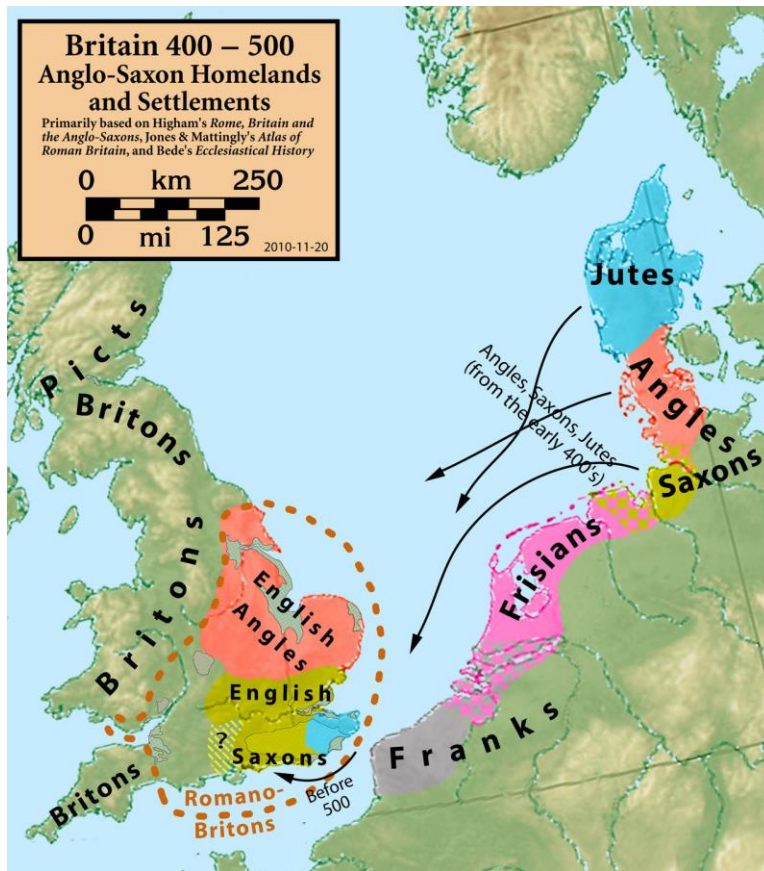 Britain 400 – 500
Anglo-Saxon Homelands
and Settlements
Primarily based on Higham's Rome, Britain and
the Anglo-Saxons, Jones & Mattingly's Atlas of
Roman Britain, and Bede's Ecclesiastical History
0 km 250
0 mi 125
2010-11-20
Jutes
Angles
Saxons
Angles, Saxons, Jutes
(from the early 400's)
Picts
Britons
Britons
Frisians
English
Angles
English
?
Saxons
Franks
Before
500
Britons
Romano-
Britons